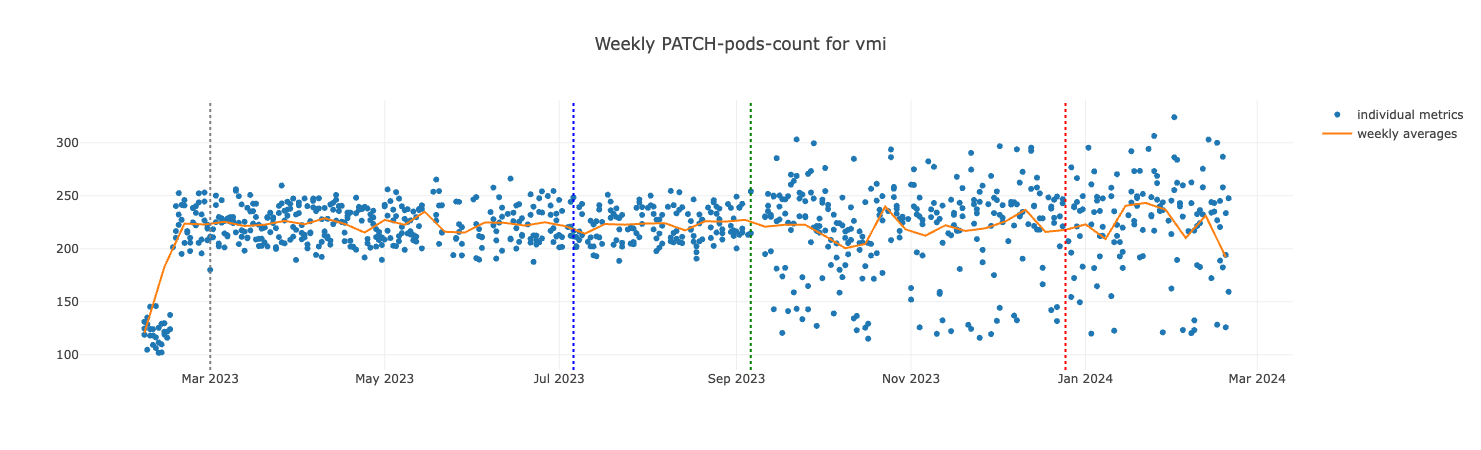 Weekly PATCH-pods-count for vmi
individual metrics
weekly averages
300
250
200
150
100
Mar 2023
May 2023
Jul 2023
Sep 2023
Nov 2023
Jan 2024
Mar 2024